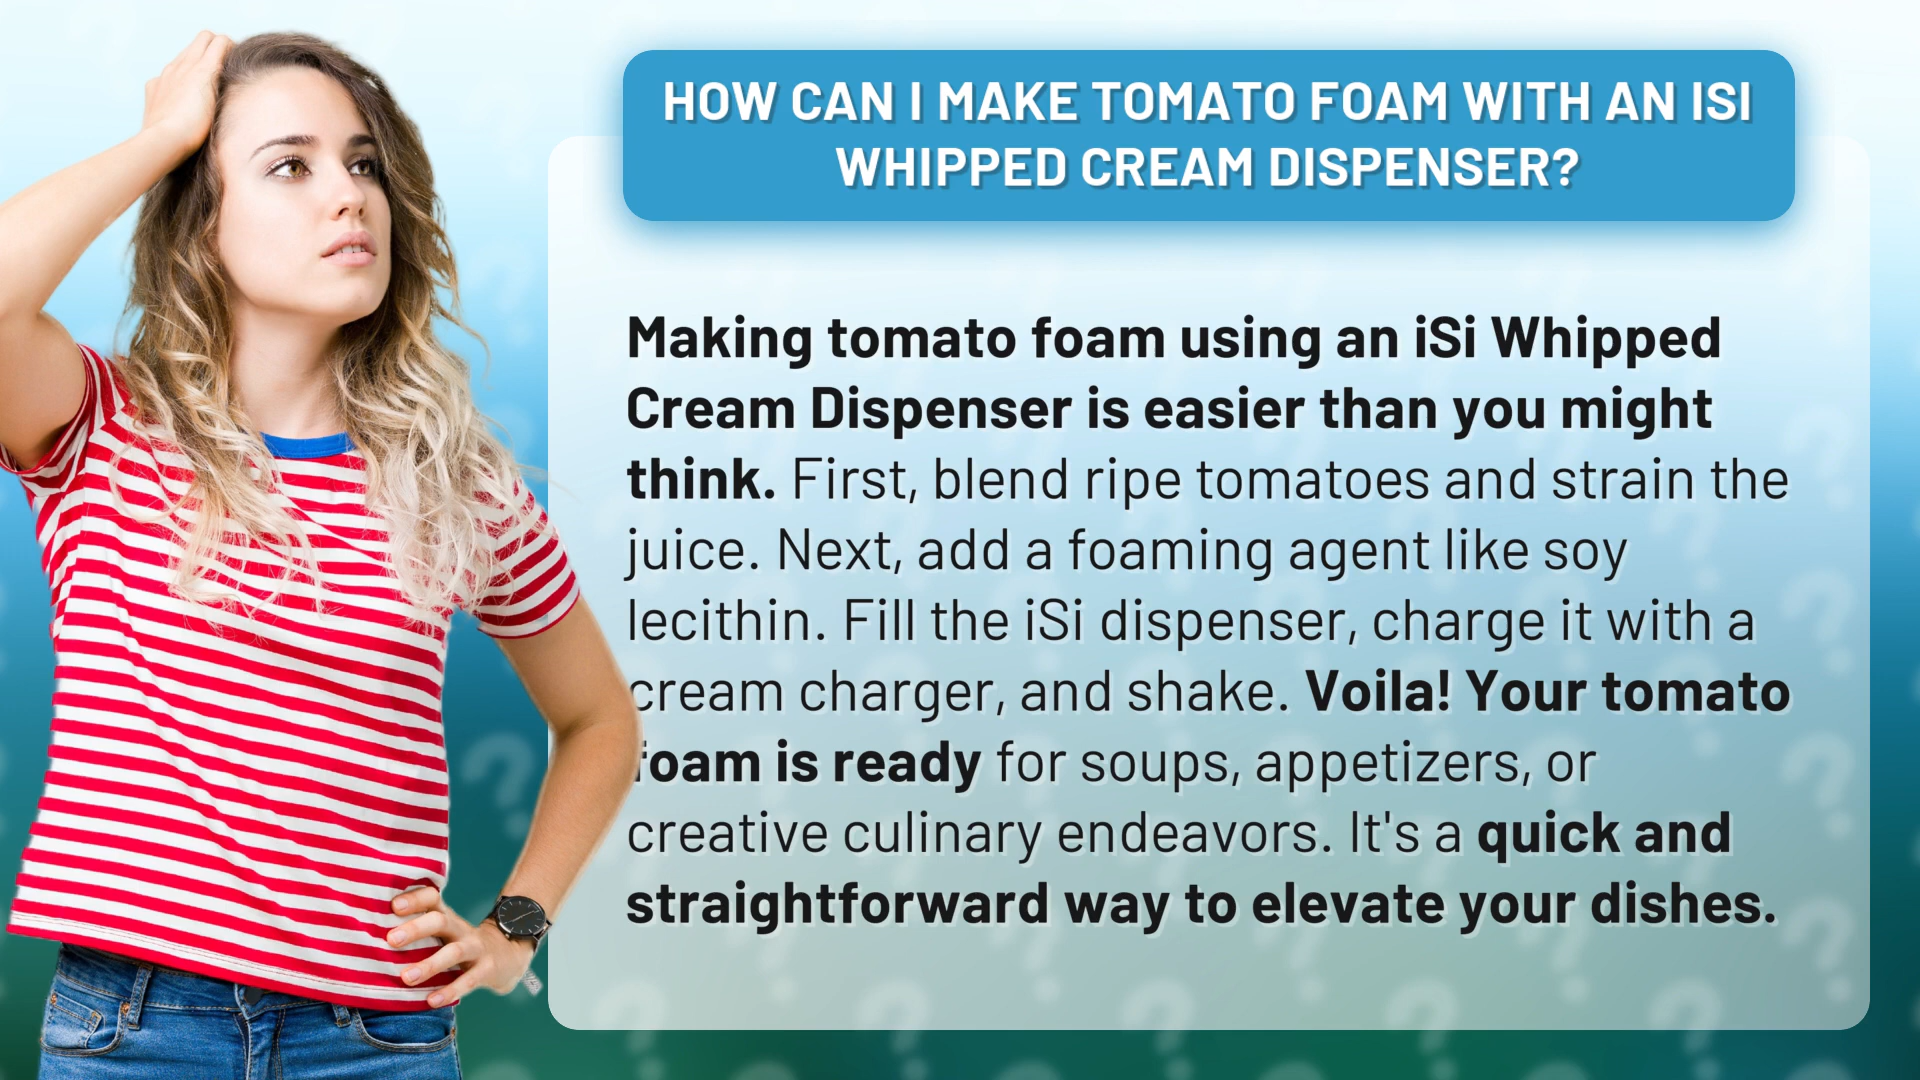 HOW CAN I MAKE TOMATO FOAM WITH AN ISI
WHIPPED CREAM DISPENSER?
Making tomato foam using an iSi Whipped
Cream Dispenser is easier than you might
think. First, blend ripe tomatoes and strain the
juice. Next, add a foaming agent like soy
lecithin. Fill the iSi dispenser, charge it with a
cream charger, and shake. Voila! Your tomato
foam is ready for soups, appetizers, or
creative culinary endeavors. It's a quick and
straightforward way to elevate your dishes.